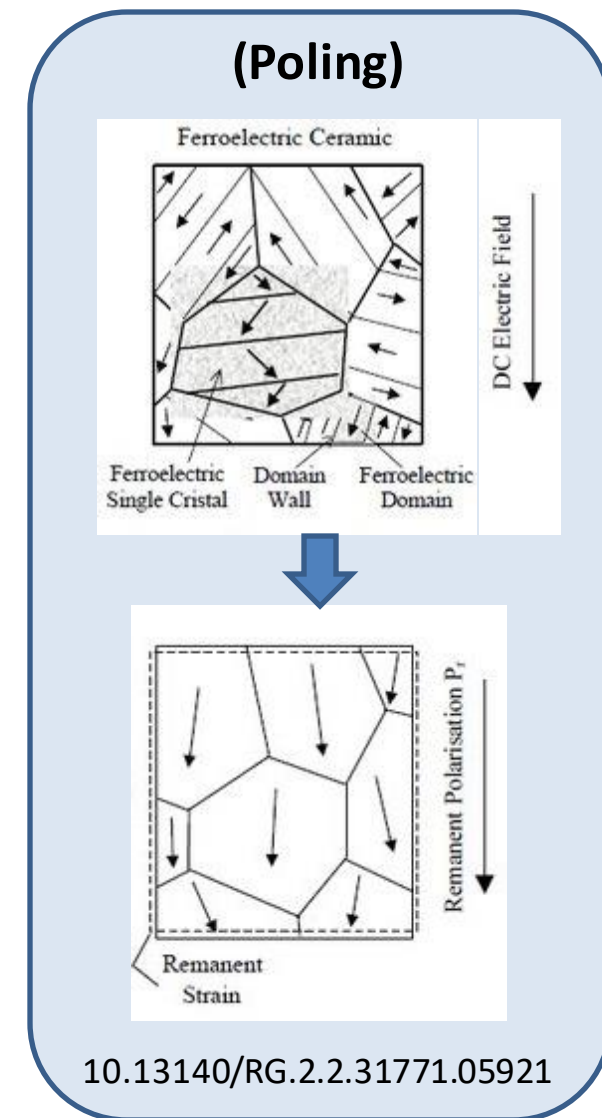 (Poling)
Ferroelectric Ceramic
DC Electric Field
Ferroelectric
Single Cristal
Domain
Wall
Ferroelectric
Domain
Remanent Polarisation Pr
Remanent
Strain
10.13140/RG.2.2.31771.05921